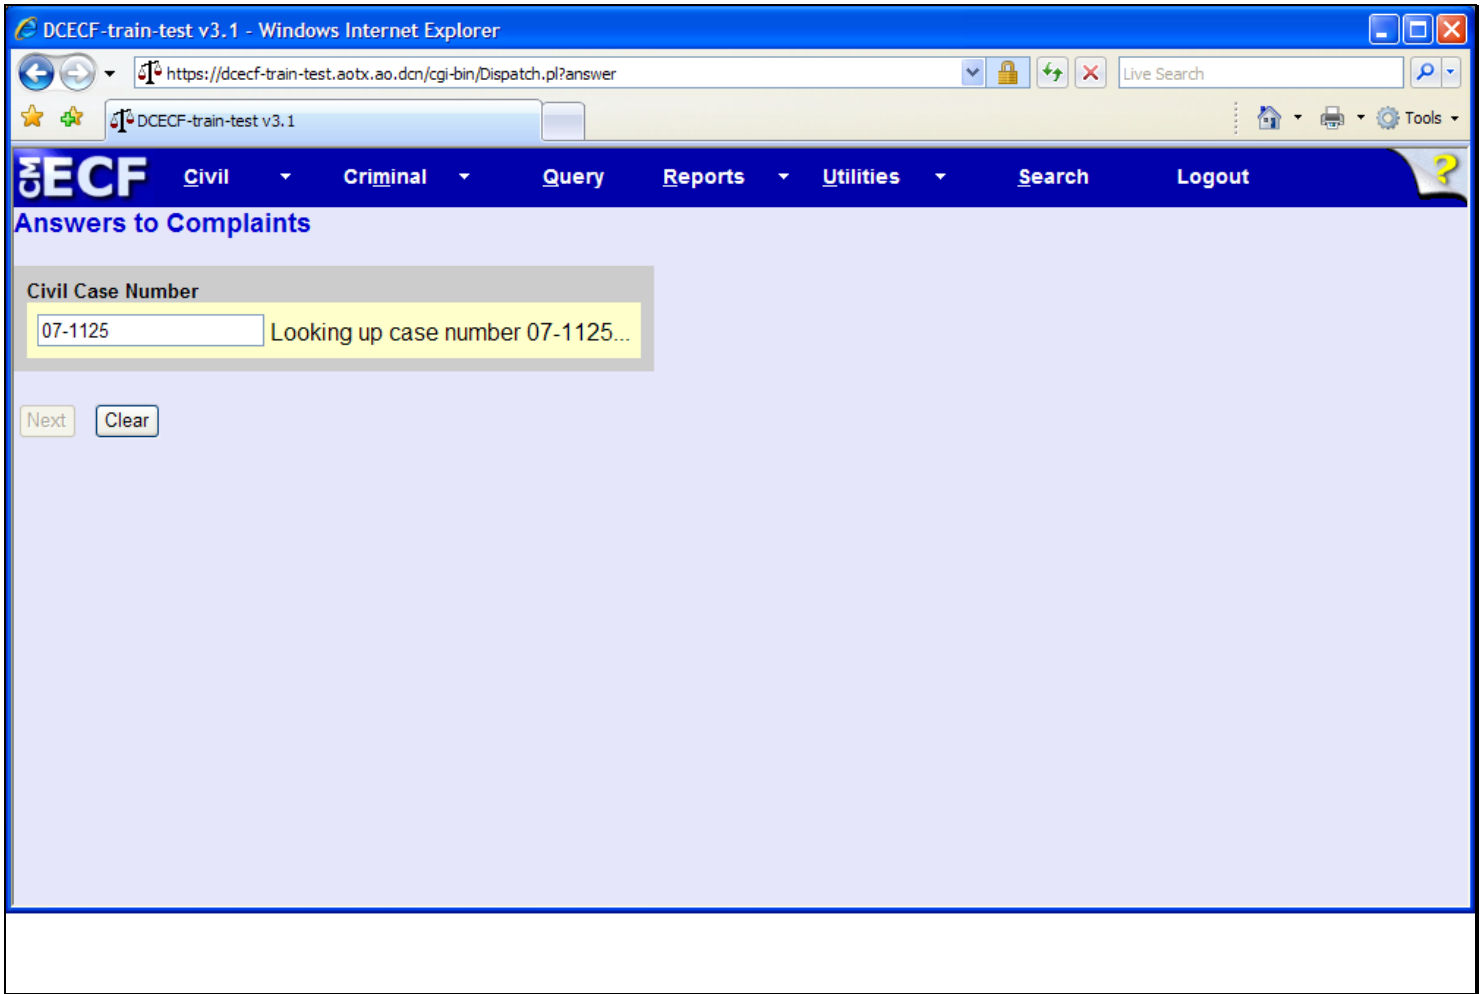 DCECF-train-test v3.1 - Windows Internet Explorer
https://dcecf-train-test.aotx.ao.dcn/cgi-bin/Dispatch.pl?answer
Live Search
DCECF-train-test v3.1
Tools
CM ECF Civil Criminal Query Reports Utilities Search Logout ?
Answers to Complaints
Civil Case Number
07-1125 Looking up case number 07-1125...
Next Clear